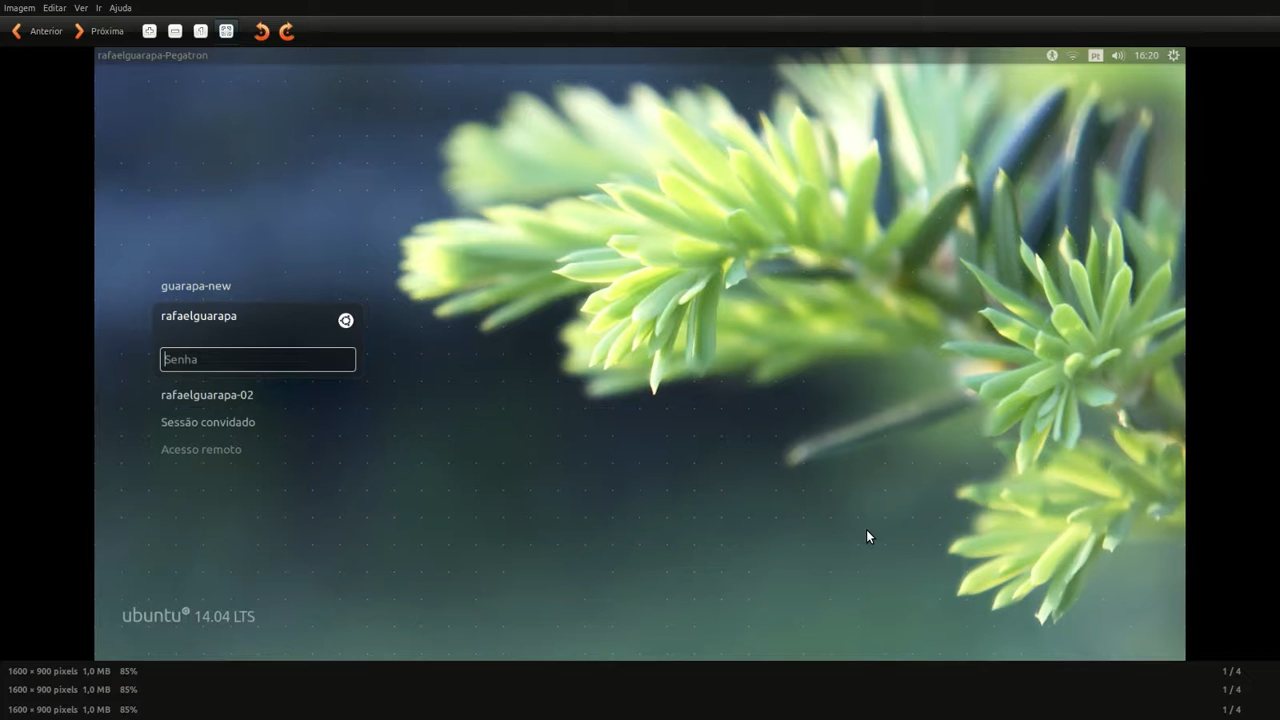 Imagem Editar Ver Ir Ajuda
Anterior Próxima
rafaelguarapa-Pegatron Pt 16:20
guarapa-new
rafaelguarapa
Senha
rafaelguarapa-02
Sessão convidado
Acesso remoto
ubuntu® 14.04 LTS
1600 × 900 pixels 1,0 MB 85% 1 / 4
1600 × 900 pixels 1,0 MB 85% 1 / 4
1600 × 900 pixels 1,0 MB 85% 1 / 4